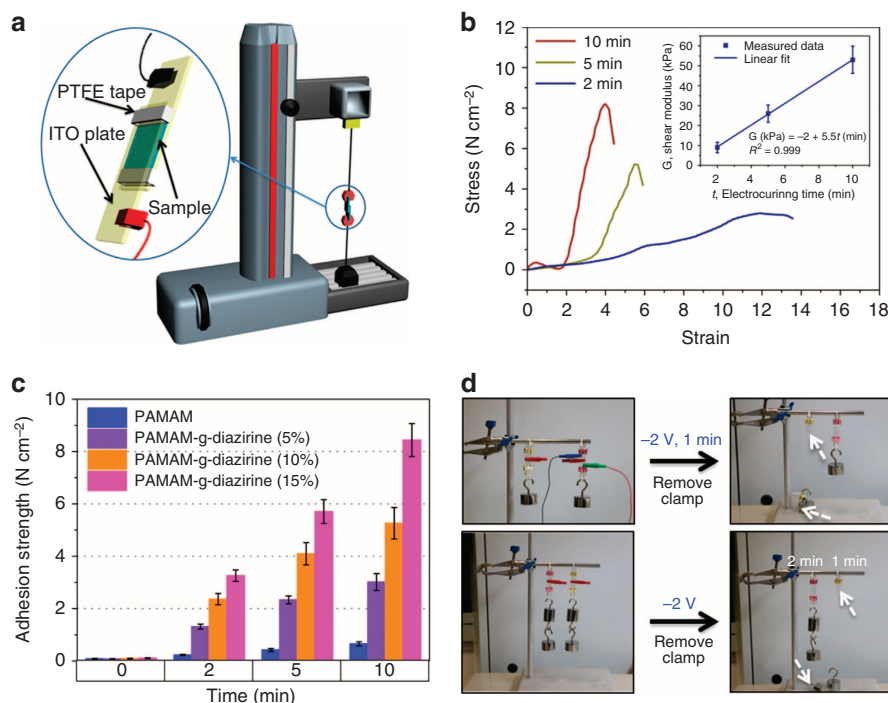 a
PTFE tape
ITO plate
Sample
b
Stress (N cm–2)
12
10
8
6
4
2
0
10 min
5 min
2 min
G, shear modulus (kPa)
60
50
40
30
20
10
0
Measured data
Linear fit
G (kPa) = –2 + 5.5t (min)
R2 = 0.999
2 4 6 8 10
t, Electrocurinng time (min)
0 2 4 6 8 10 12 14 16 18
Strain
c
Adhesion strength (N cm–2)
10
8
6
4
2
0
PAMAM
PAMAM-g-diazirine (5%)
PAMAM-g-diazirine (10%)
PAMAM-g-diazirine (15%)
0 2 5 10
Time (min)
d
–2 V, 1 min
Remove
clamp
–2 V
Remove
clamp
2 min 1 min